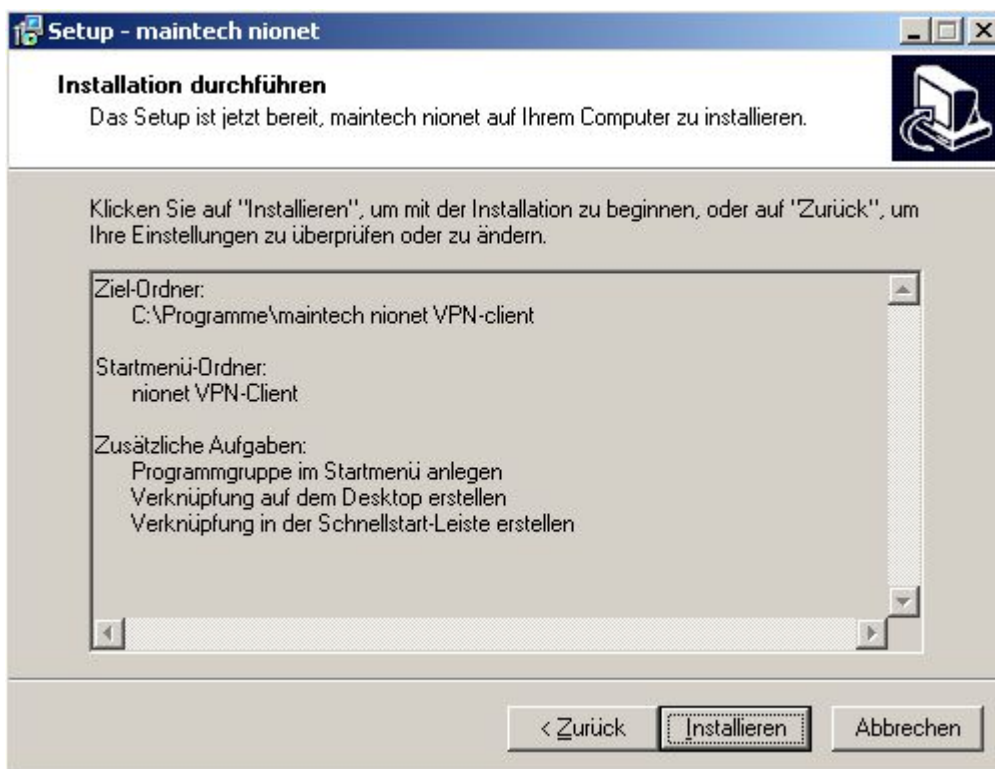 Setup - maintech nionet
Installation durchführen
Das Setup ist jetzt bereit, maintech nionet auf Ihrem Computer zu installieren.
Klicken Sie auf "Installieren", um mit der Installation zu beginnen, oder auf "Zurück", um
Ihre Einstellungen zu überprüfen oder zu ändern.
Ziel-Ordner:
C:\Programme\maintech nionet VPN-client
Startmenü-Ordner:
nionet VPN-Client
Zusätzliche Aufgaben:
Programmgruppe im Startmenü anlegen
Verknüpfung auf dem Desktop erstellen
Verknüpfung in der Schnellstart-Leiste erstellen
< Zurück Installieren Abbrechen